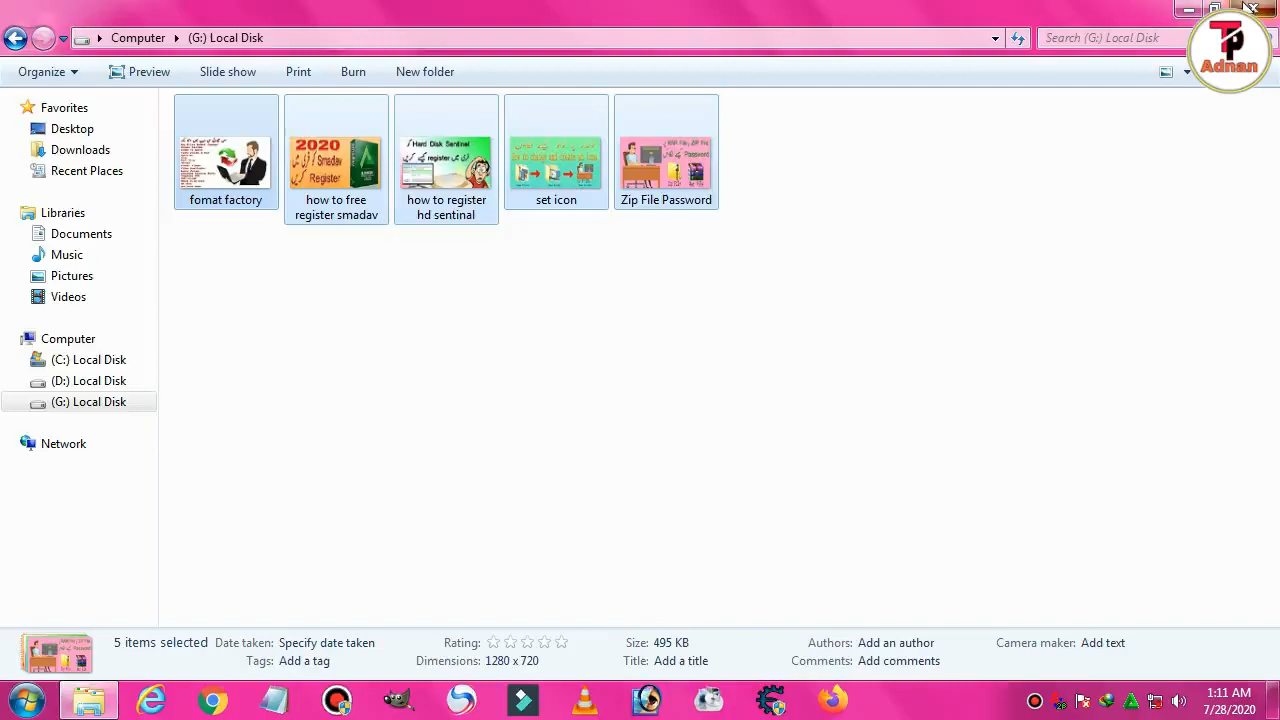 Computer
(G:) Local Disk
Search (G:) Local Disk
TP
Adnan
Organize
Preview
Slide show
Print
Burn
New folder
Favorites
Desktop
Downloads
Recent Places
Libraries
Documents
Music
Pictures
Videos
Computer
(C:) Local Disk
(D:) Local Disk
(G:) Local Disk
Network
fomat factory
2020
Smadav
Register
how to free
register smadav
Hard Disk Sentinel
register
how to register
hd sentinal
set icon
Password
Zip File Password
5 items selected
Date taken: Specify date taken
Tags: Add a tag
Rating:
Dimensions: 1280 x 720
Size: 495 KB
Title: Add a title
Authors: Add an author
Comments: Add comments
Camera maker: Add text
1:11 AM
7/28/2020